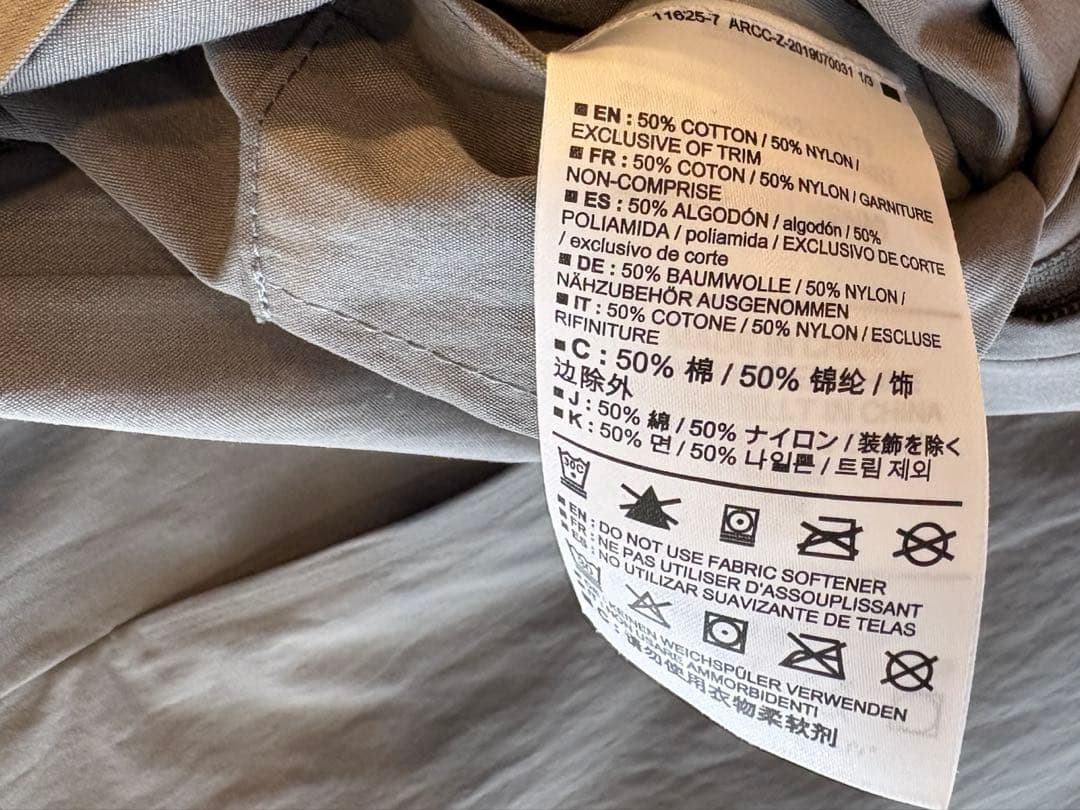 11625-7 ARCC-Z-2019070031 1/3
EN : 50% COTTON / 50% NYLON /
EXCLUSIVE OF TRIM
FR : 50% COTON / 50% NYLON / GARNITURE
NON-COMPRISE
ES : 50% ALGODÓN / algodón / 50%
POLIAMIDA / poliamida / EXCLUSIVO DE CORTE
/ exclusivo de corte
DE : 50% BAUMWOLLE / 50% NYLON /
NÄHZUBEHÖR AUSGENOMMEN
IT : 50% COTONE / 50% NYLON / ESCLUSE
RIFINITURE
C : 50% 棉 / 50% 锦纶 / 饰
边除外
J : 50% 綿 / 50% ナイロン / 装飾を除く
K : 50% 면 / 50% 나일론 / 트림 제외
30C
EN : DO NOT USE FABRIC SOFTENER
FR : NE PAS UTILISER D'ASSOUPLISSANT
ES : NO UTILIZAR SUAVIZANTE DE TELAS
30
KEINEN WEICHSPÜLER VERWENDEN
NON USARE AMMORBIDENTI
C : 请勿使用衣物柔软剂